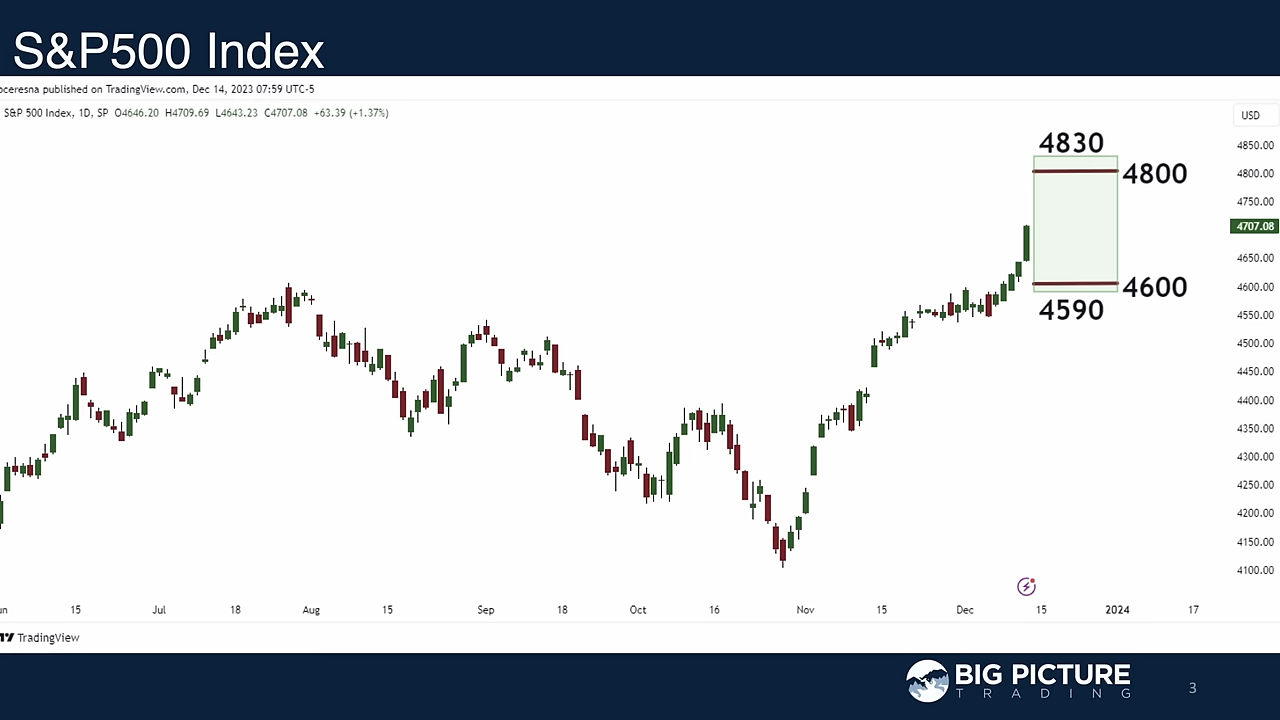 S&P500 Index
published on TradingView.com, Dec 14, 2023 07:59 UTC-5
S&P 500 Index, 1D, SP O4646.20 H4709.69 L4643.23 C4707.08 +63.39 (+1.37%)
USD
4830
4850.00
4800
4800.00
4750.00
4707.08
4650.00
4600
4600.00
4590
4550.00
4500.00
4450.00
4400.00
4350.00
4300.00
4250.00
4200.00
4150.00
4100.00
15 Jul 18 Aug 15 Sep 18 Oct 16 Nov 15 Dec 15 2024 17
TradingView
BIG PICTURE
TRADING
3